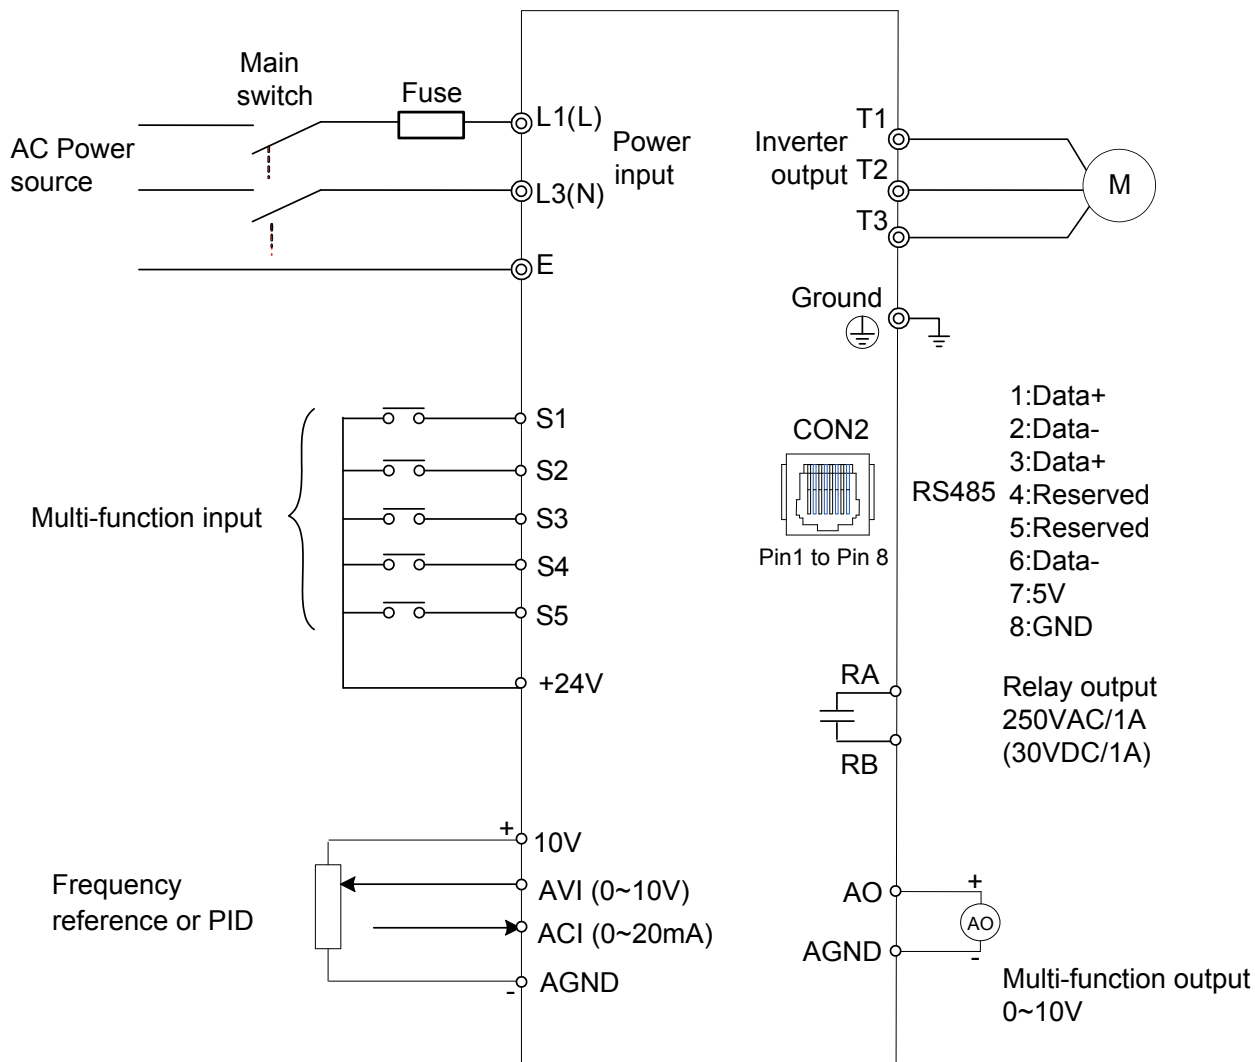 Main
switch
Fuse
AC Power
source
L1(L)
L3(N)
E
Power
input
Inverter
output
T1
T2
T3
M
Ground
Multi-function input
S1
S2
S3
S4
S5
+24V
CON2
Pin1 to Pin 8
RS485
1:Data+
2:Data-
3:Data+
4:Reserved
5:Reserved
6:Data-
7:5V
8:GND
RA
RB
Relay output
250VAC/1A
(30VDC/1A)
Frequency
reference or PID
+
10V
AVI (0~10V)
ACI (0~20mA)
-
AGND
AO
AGND
+
AO
-
Multi-function output
0~10V